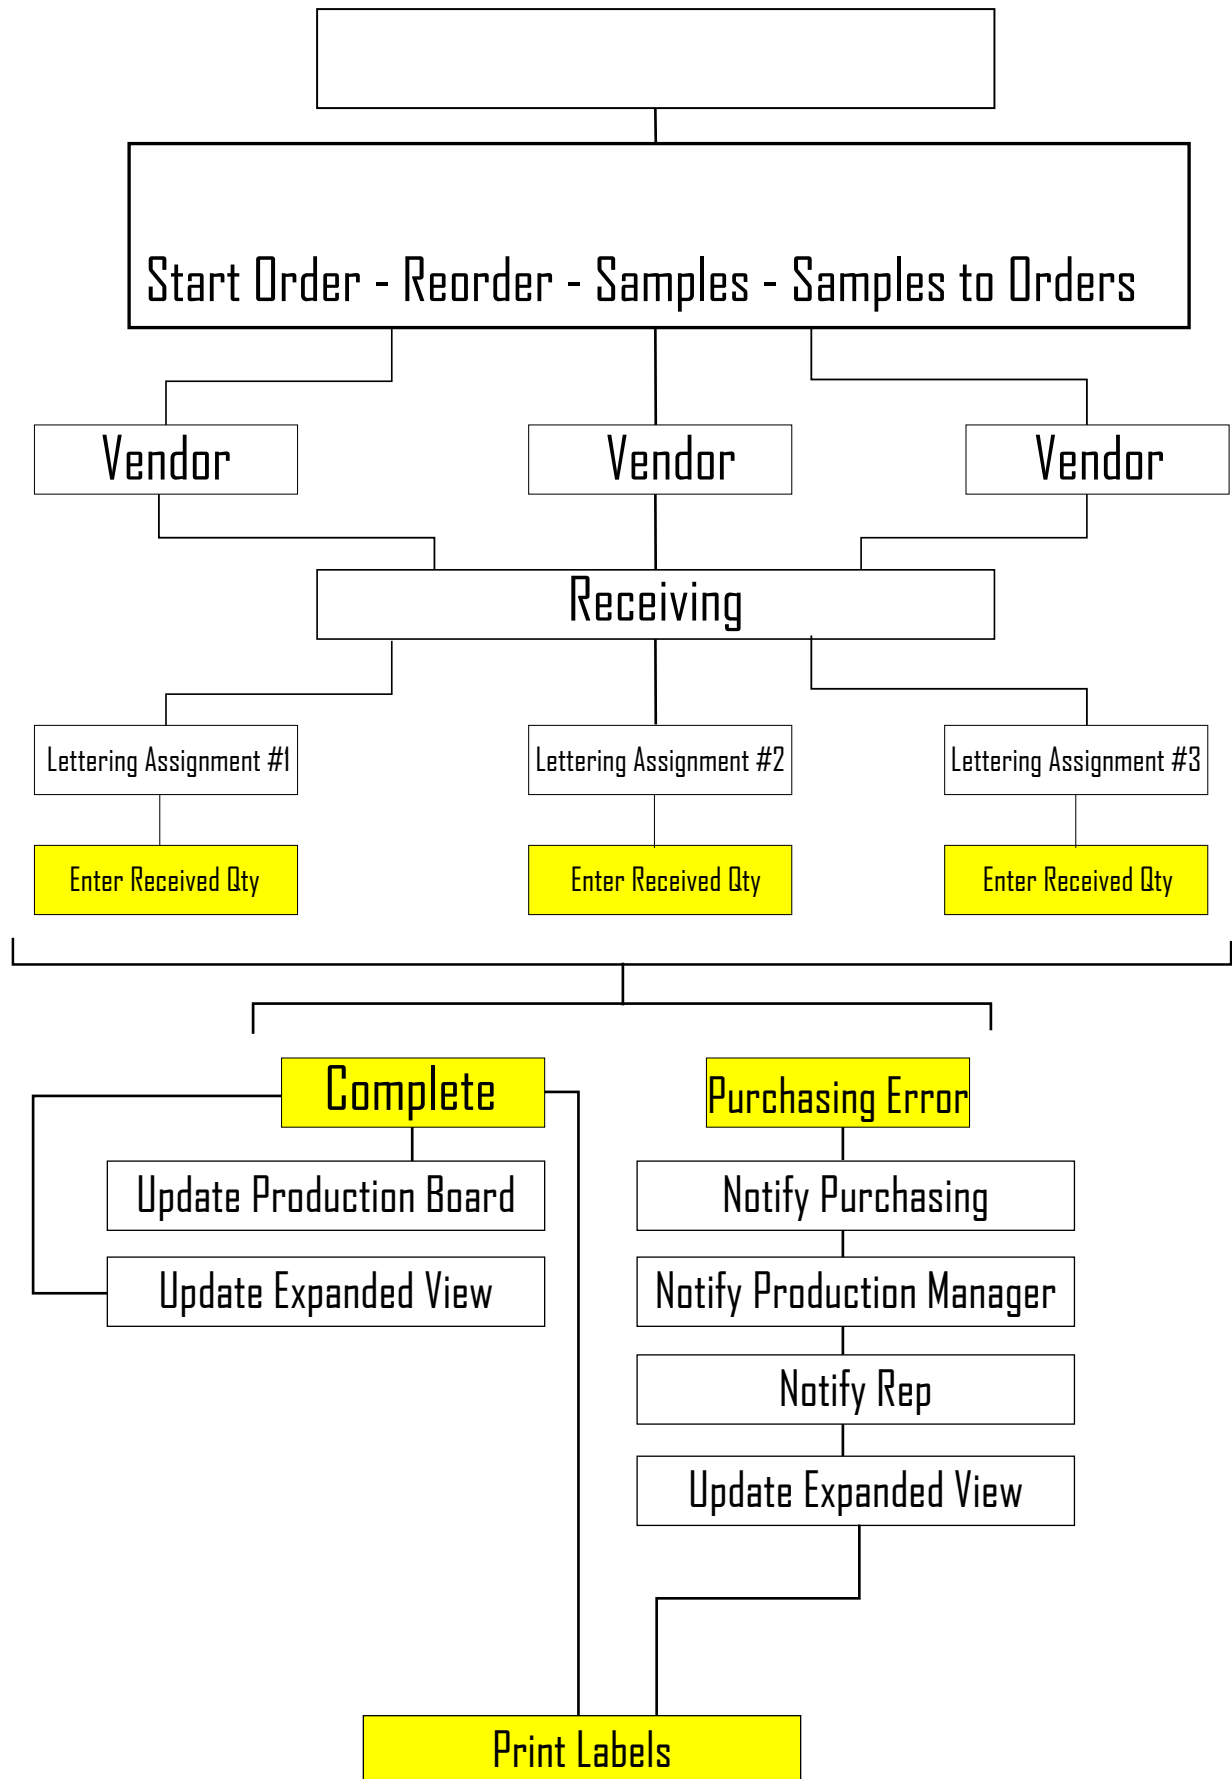 Start Order - Reorder - Samples - Samples to Orders
Vendor
Vendor
Vendor
Receiving
Lettering Assignment #1
Lettering Assignment #2
Lettering Assignment #3
Enter Received Qty
Enter Received Qty
Enter Received Qty
Complete
Update Production Board
Update Expanded View
Purchasing Error
Notify Purchasing
Notify Production Manager
Notify Rep
Update Expanded View
Print Labels